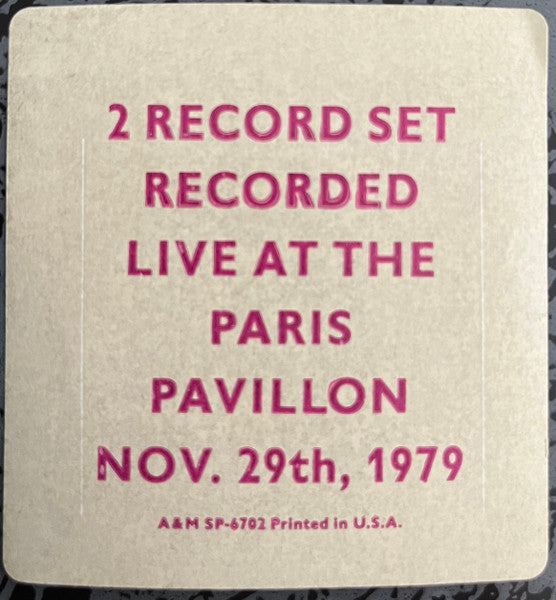 2 RECORD SET
RECORDED
LIVE AT THE
PARIS
PAVILLON
NOV. 29th, 1979
A&M SP-6702 Printed in U.S.A.